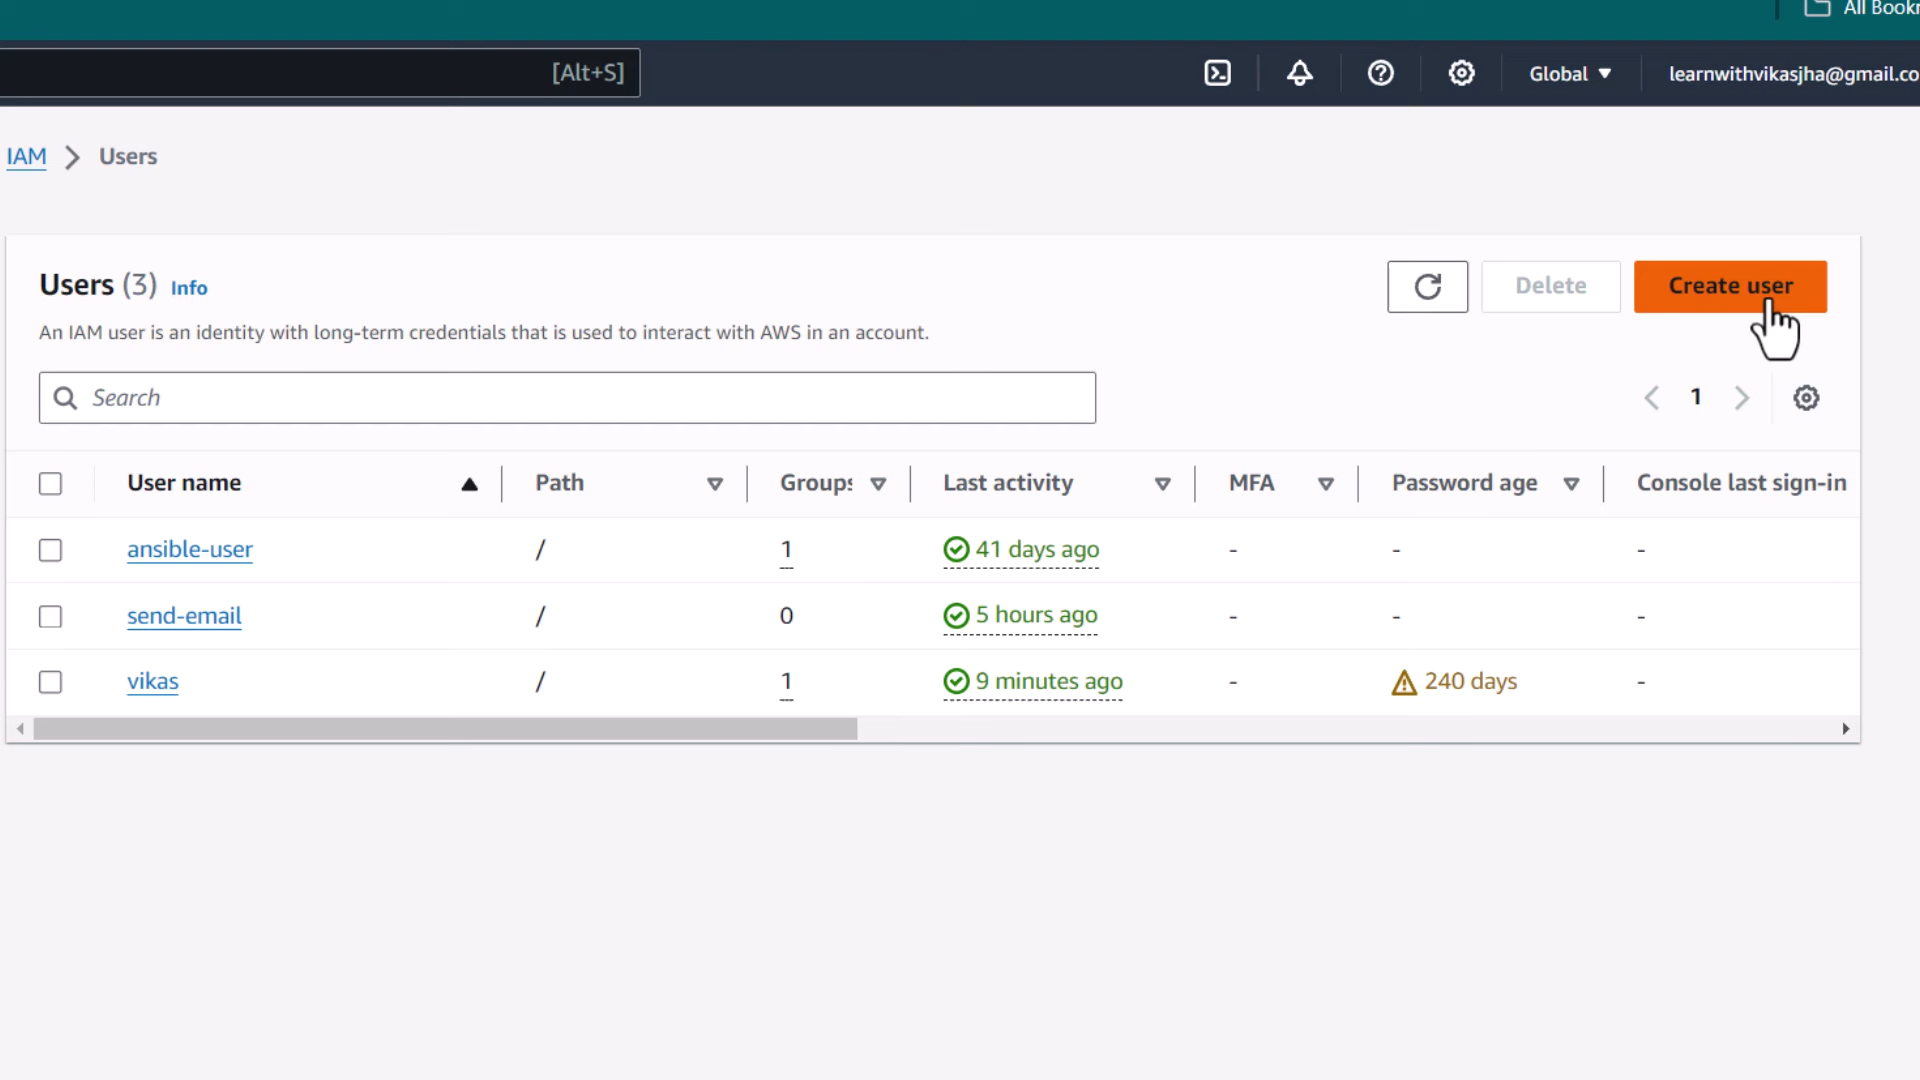 All Bookr
[Alt+S]
Global
learnwithvikasjha@gmail.co
IAM Users
Users (3) Info
Delete
Create user
An IAM user is an identity with long-term credentials that is used to interact with AWS in an account.
Search
1
User name Path Groups Last activity MFA Password age Console last sign-in
ansible-user / 1 41 days ago - - -
send-email / 0 5 hours ago - - -
vikas / 1 9 minutes ago - 240 days -